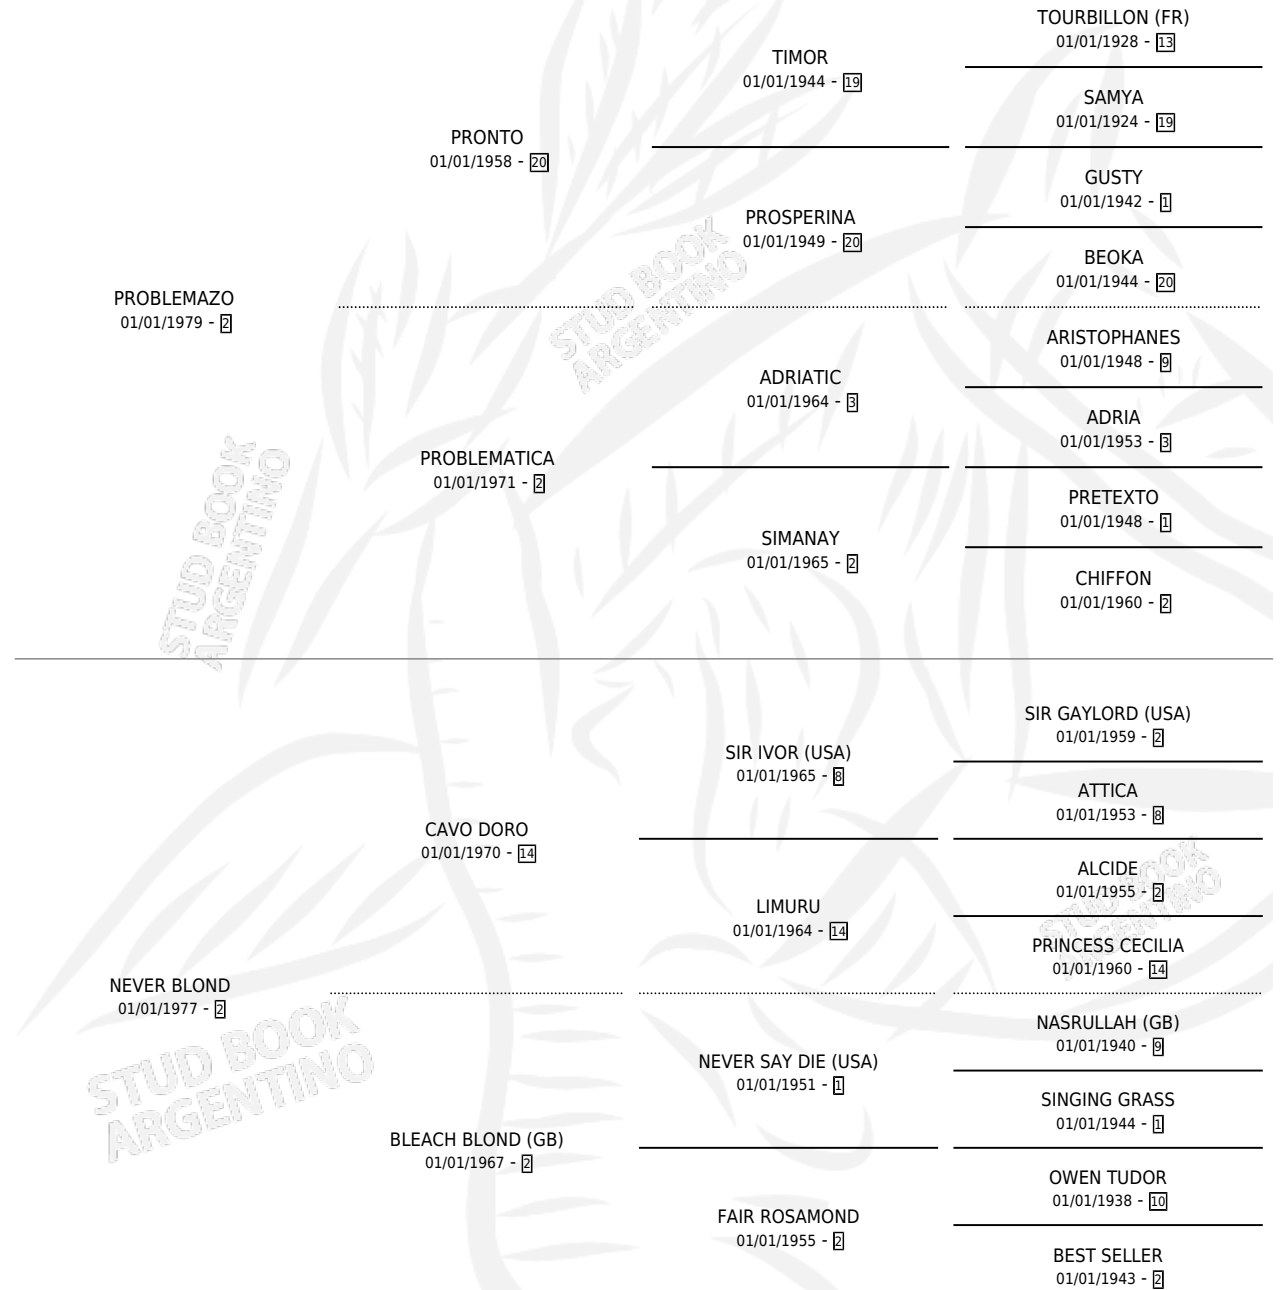 TOURBILLON (FR)
01/01/1928 - 13
TIMOR
01/01/1944 - 19
SAMYA
01/01/1924 - 19
PRONTO
01/01/1958 - 20
GUSTY
01/01/1942 - 1
PROSPERINA
01/01/1949 - 20
BEOKA
01/01/1944 - 20
PROBLEMAZO
01/01/1979 - 2
ARISTOPHANES
01/01/1948 - 9
ADRIATIC
01/01/1964 - 3
ADRIA
01/01/1953 - 3
PROBLEMATICA
01/01/1971 - 2
PRETEXTO
01/01/1948 - 1
SIMANAY
01/01/1965 - 2
CHIFFON
01/01/1960 - 2
SIR GAYLORD (USA)
01/01/1959 - 2
SIR IVOR (USA)
01/01/1965 - 8
ATTICA
01/01/1953 - 8
CAVO DORO
01/01/1970 - 14
ALCIDE
01/01/1955 - 2
LIMURU
01/01/1964 - 14
PRINCESS CECILIA
01/01/1960 - 14
NEVER BLOND
01/01/1977 - 2
NASRULLAH (GB)
01/01/1940 - 9
NEVER SAY DIE (USA)
01/01/1951 - 1
SINGING GRASS
01/01/1944 - 1
BLEACH BLOND (GB)
01/01/1967 - 2
OWEN TUDOR
01/01/1938 - 10
FAIR ROSAMOND
01/01/1955 - 2
BEST SELLER
01/01/1943 - 2
STUD BOOK
ARGENTINO
STUD BOOK
ARGENTINO
STUD BOOK
ARGENTINO
STUD BOOK
ARGENTINO